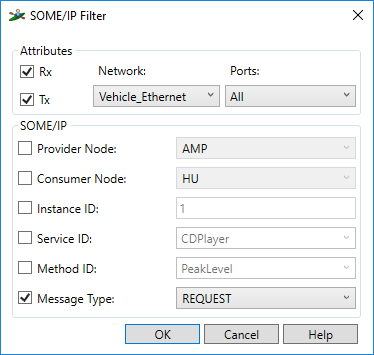 SOME/IP Filter
Attributes
Rx Network: Ports:
Tx Vehicle_Ethernet All
SOME/IP
Provider Node: AMP
Consumer Node: HU
Instance ID: 1
Service ID: CDPlayer
Method ID: PeakLevel
Message Type: REQUEST
OK Cancel Help